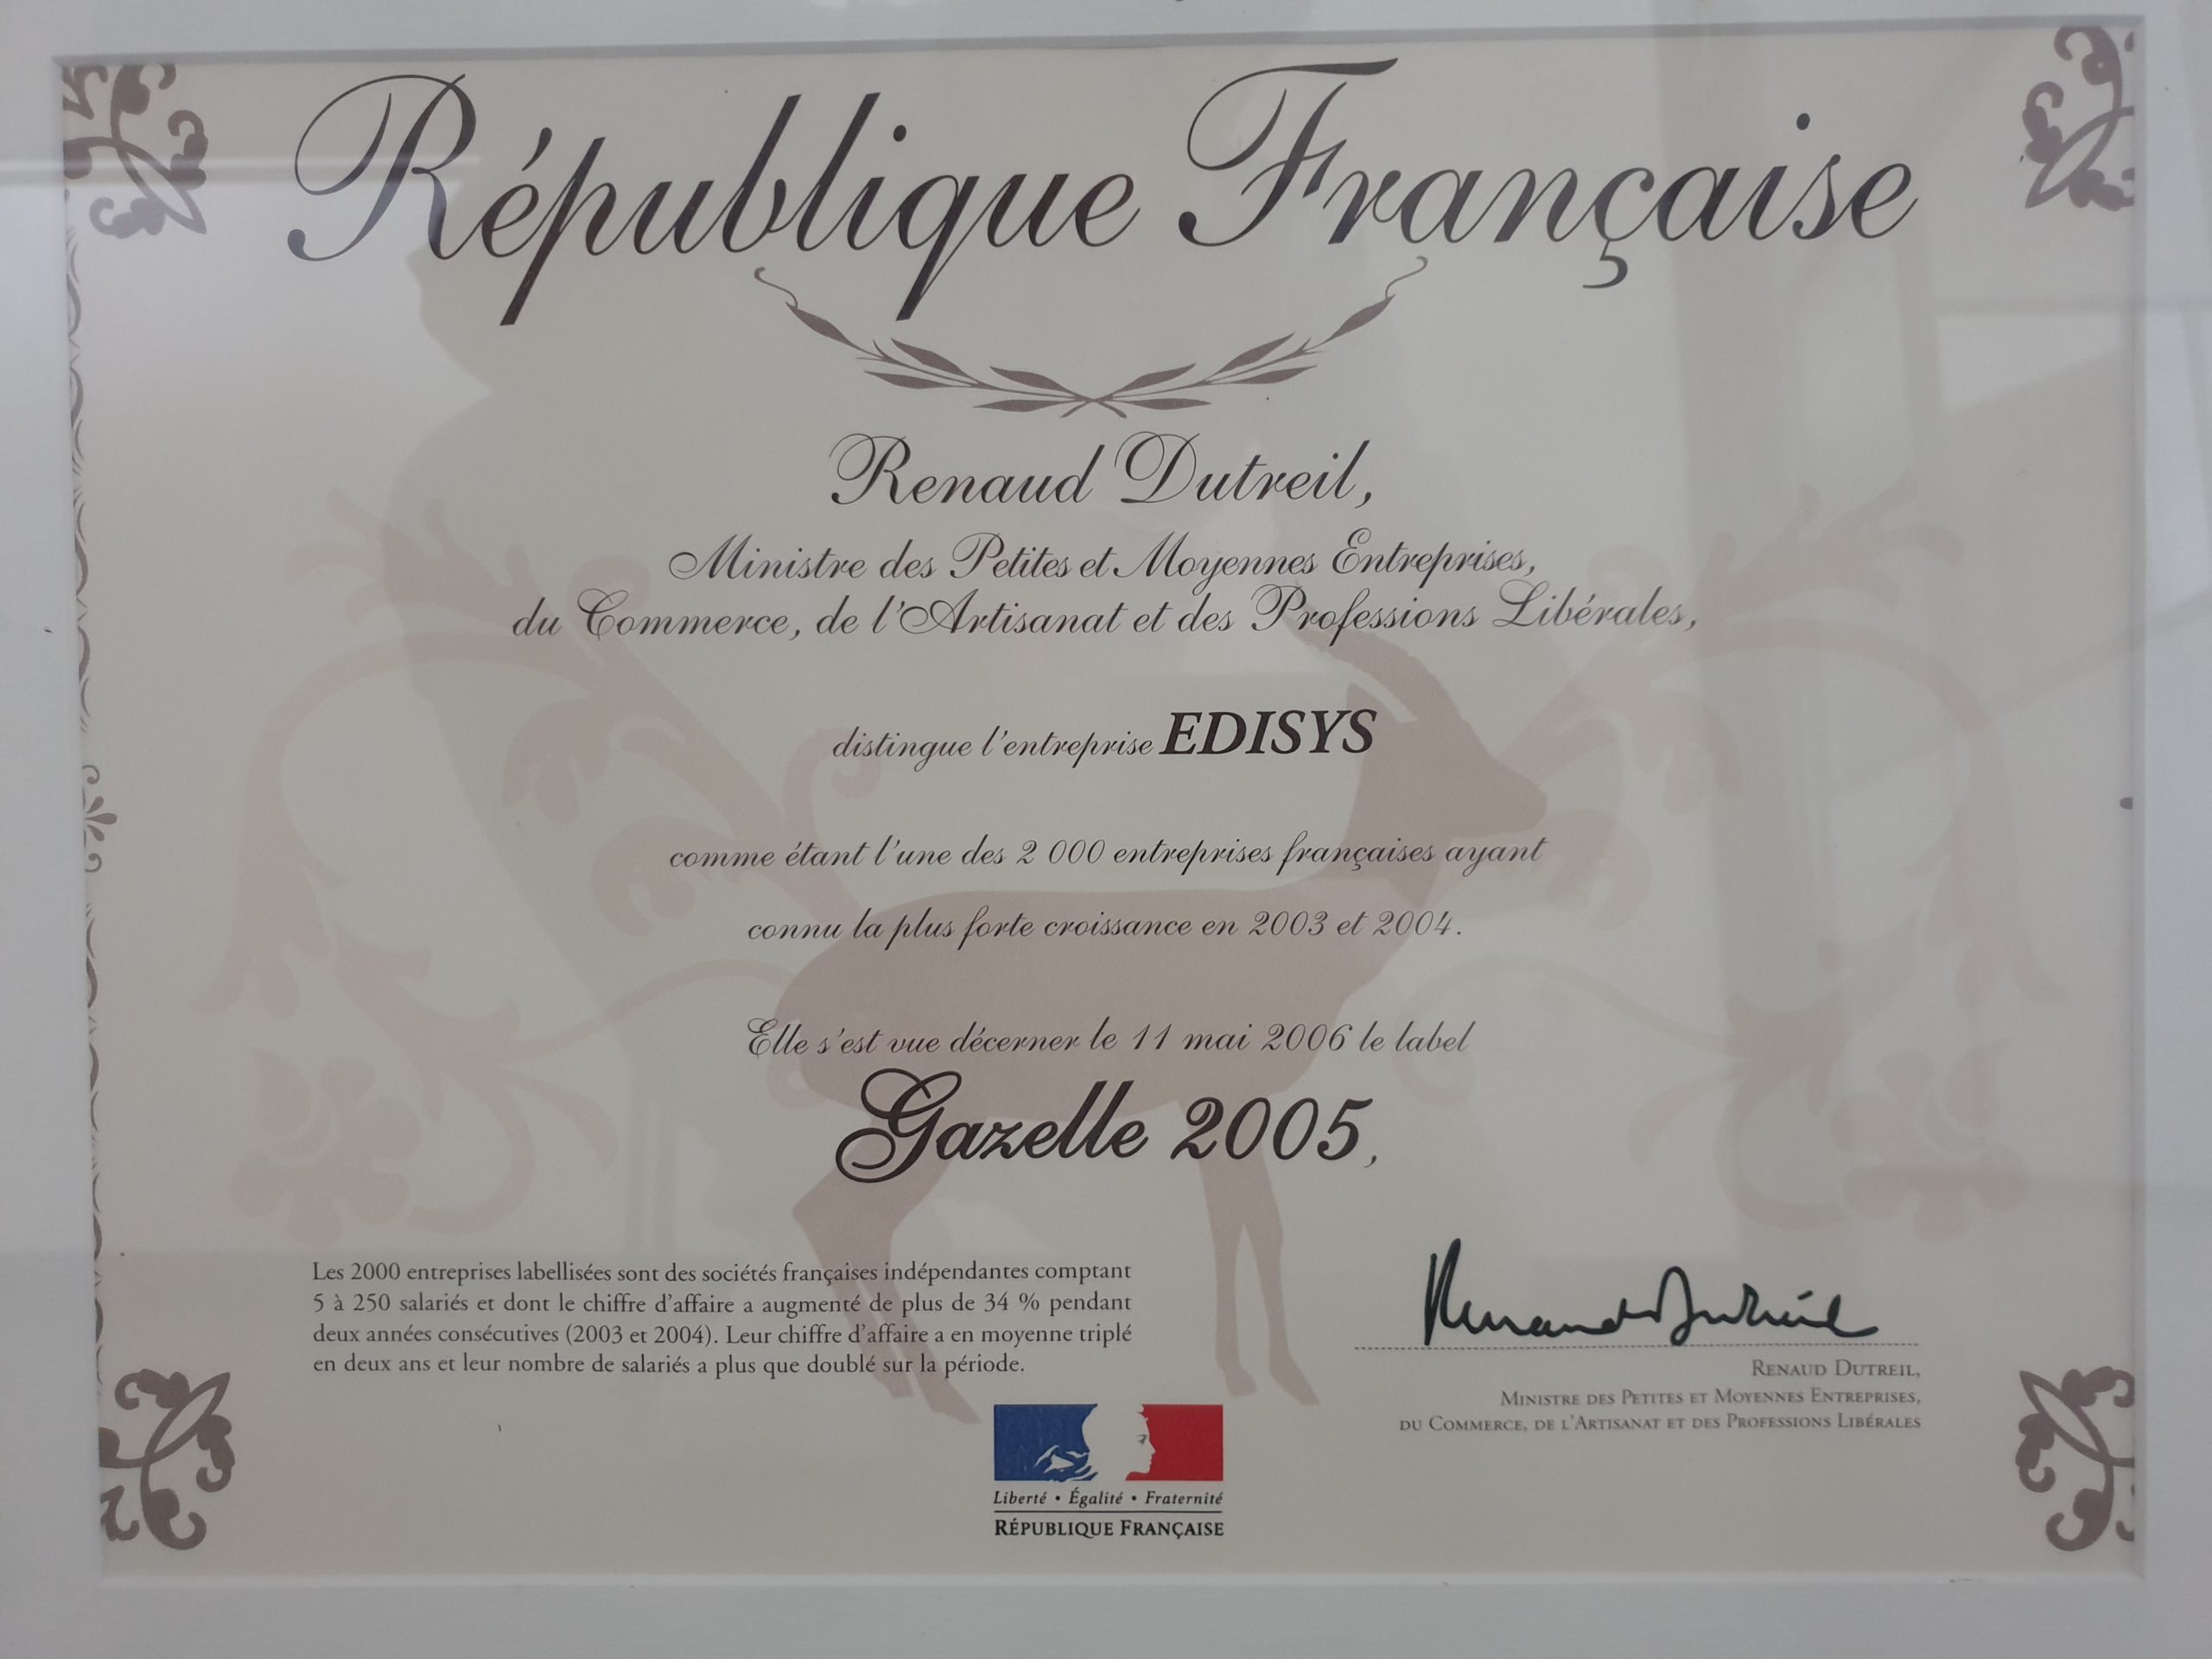 République Française
Renaud Dutreil,
Ministre des Petites et Moyennes Entreprises,
du Commerce, de l'Artisanat et des Professions Libérales,
distingue l'entreprise EDISYS
comme étant l'une des 2 000 entreprises françaises ayant
connu la plus forte croissance en 2003 et 2004.
Elle s'est vue décerner le 11 mai 2006 le label
Gazelle 2005,
Les 2000 entreprises labellisées sont des sociétés françaises indépendantes comptant
5 à 250 salariés et dont le chiffre d'affaire a augmenté de plus de 34 % pendant
deux années consécutives (2003 et 2004). Leur chiffre d'affaire a en moyenne triplé
en deux ans et leur nombre de salariés a plus que doublé sur la période.
Renaud Dutreil
RENAUD DUTREIL,
MINISTRE DES PETITES ET MOYENNES ENTREPRISES,
DU COMMERCE, DE L'ARTISANAT ET DES PROFESSIONS LIBÉRALES
Liberté • Égalité • Fraternité
RÉPUBLIQUE FRANÇAISE